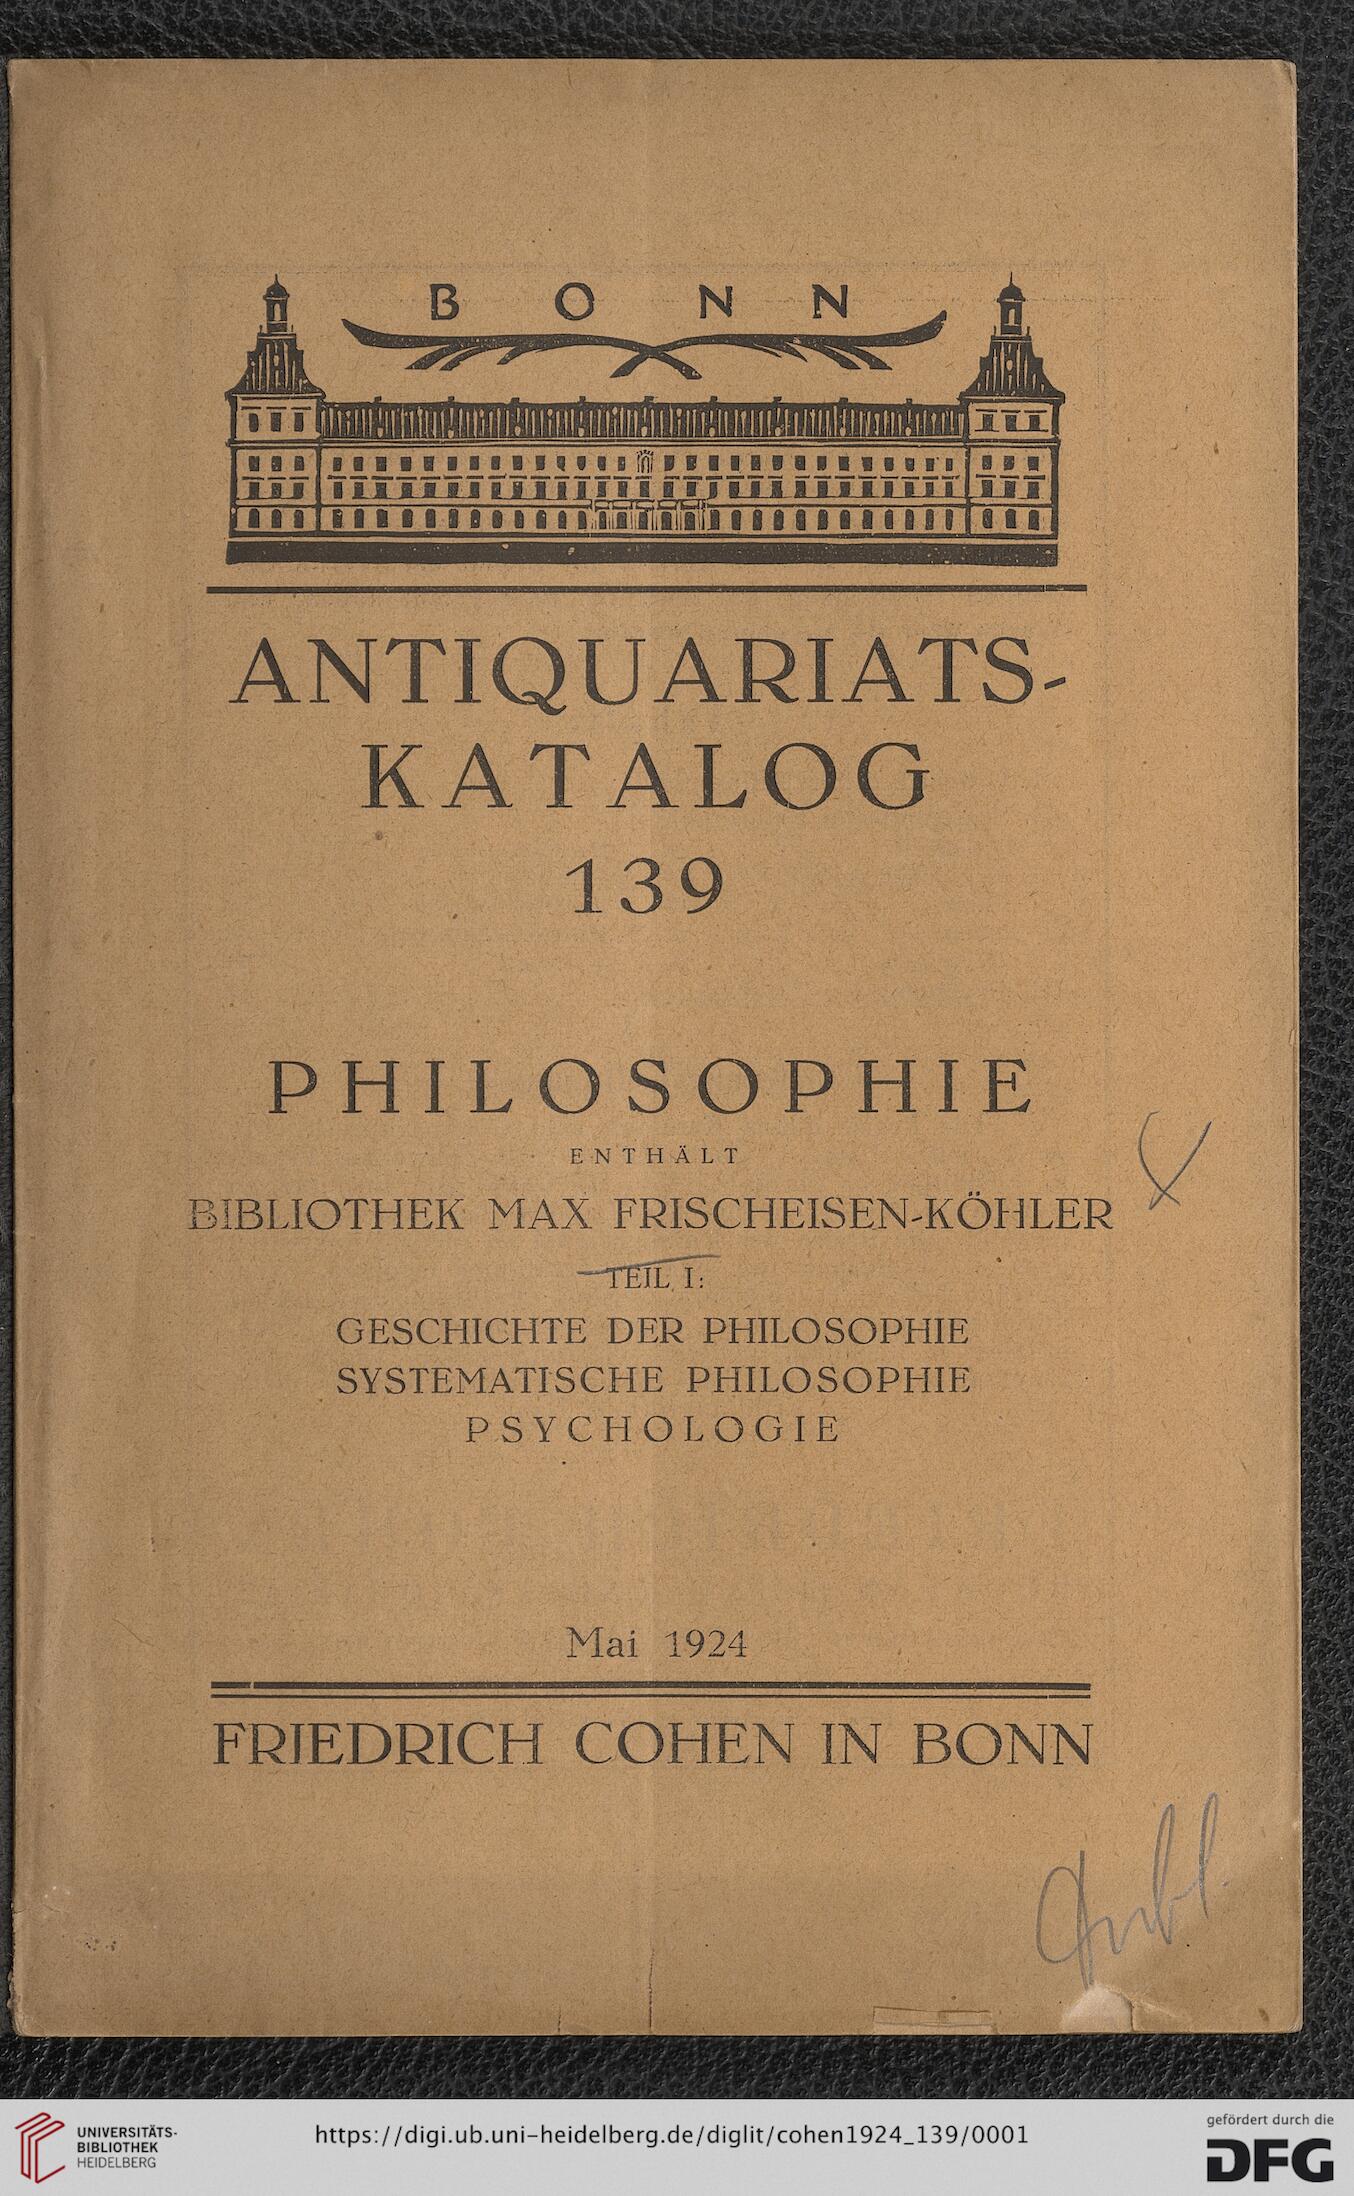 BONN
ANTIQUARIATS-
KATALOG
139
PHILOSOPHIE
ENTHÄLT
BIBLIOTHEK MAX FRISCHEISEN-KÖHLER
TEIL I:
GESCHICHTE DER PHILOSOPHIE
SYSTEMATISCHE PHILOSOPHIE
PSYCHOLOGIE
Mai 1924
FRIEDRICH COHEN IN BONN
UNIVERSITÄTS-
BIBLIOTHEK
HEIDELBERG
https://digi.ub.uni-heidelberg.de/diglit/cohen1924_139/0001
gefördert durch die
DFG